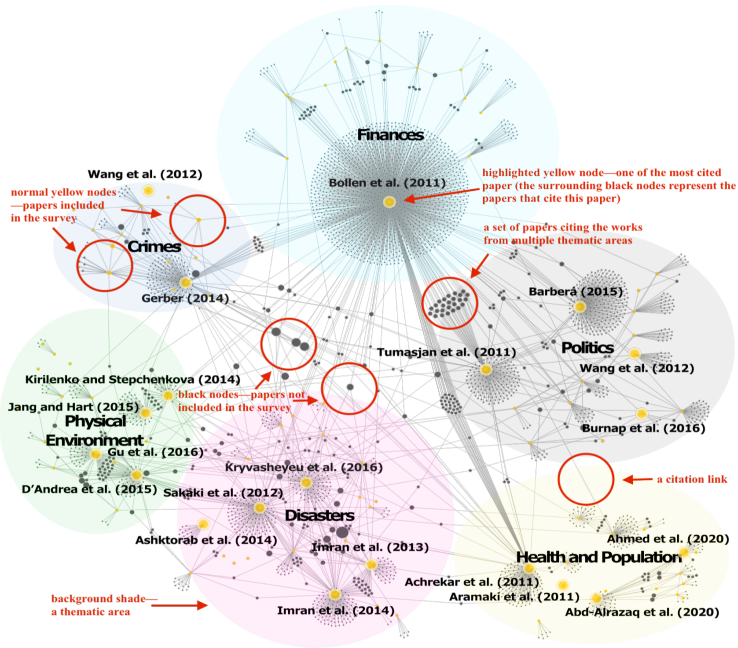 Finances
Wang et al. (2012)
Bollen et al. (2011)
highlighted yellow node—one of the most cited
paper (the surrounding black nodes represent the
papers that cite this paper)
normal yellow nodes
—papers included
in the survey
a set of papers citing the works
from multiple thematic areas
Crimes
Gerber (2014)
Barberá (2015)
Tumasjan et al. (2011)
Politics
Wang et al. (2012)
Kirilenko and Stepchenkova (2014)
black nodes—papers not
included in the survey
Jang and Hart (2015)
Physical
Environment
Burnap et al. (2016)
Gu et al. (2016)
Kryvasheyeu et al. (2016)
a citation link
D'Andrea et al. (2015)
Sakaki et al. (2012)
Disasters
Ashktorab et al. (2014)
Imran et al. (2013)
Ahmed et al. (2020)
Health and Population
Achrekar et al. (2011)
Aramaki et al. (2011)
background shade—
a thematic area
Imran et al. (2014)
Abd-Alrazaq et al. (2020)